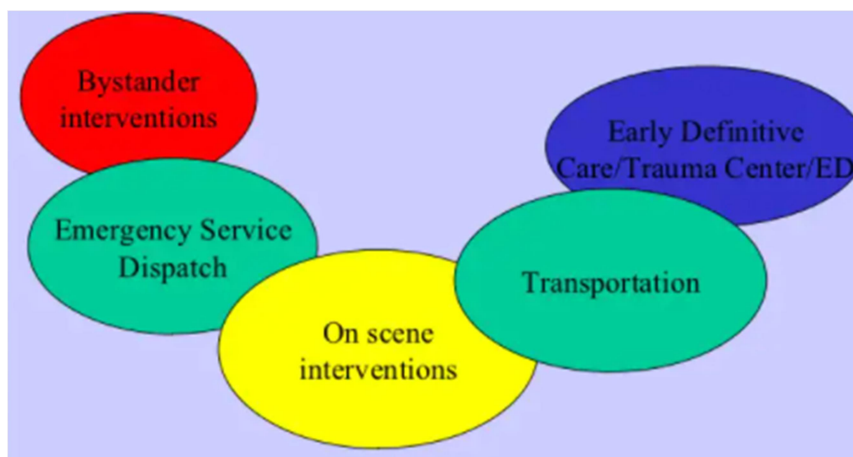 Bystander
interventions
Emergency Service
Dispatch
On scene
interventions
Transportation
Early Definitive
Care/Trauma Center/ED